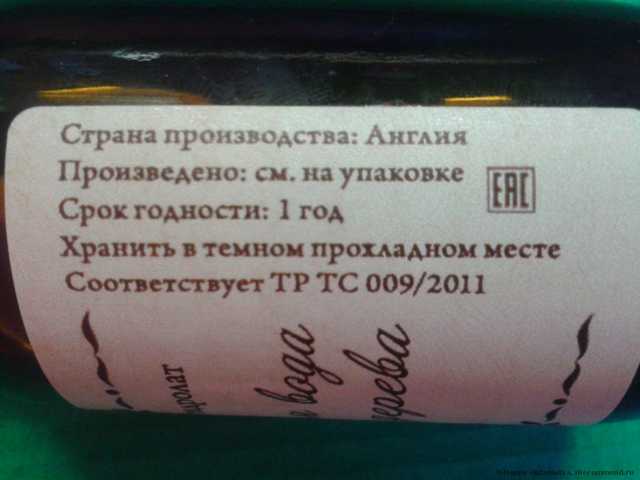 Страна производства: Англия
Произведено: см. на упаковке
Срок годности: 1 год
Хранить в темном прохладном месте
Соответствует ТР ТС 009/2011
EAC
вода